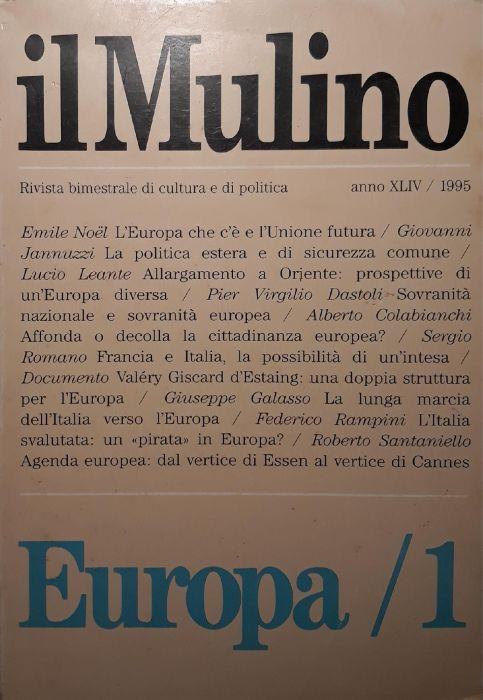 il Mulino
Rivista bimestrale di cultura e di politica anno XLIV / 1995
Emile Noël L'Europa che c'è e l'Unione futura / Giovanni
Jannuzzi La politica estera e di sicurezza comune /
Lucio Leante Allargamento a Oriente: prospettive di
un'Europa diversa / Pier Virgilio Dastoli Sovranità
nazionale e sovranità europea / Alberto Colabianchi
Affonda o decolla la cittadinanza europea? / Sergio
Romano Francia e Italia, la possibilità di un'intesa /
Documento Valéry Giscard d'Estaing: una doppia struttura
per l'Europa / Giuseppe Galasso La lunga marcia
dell'Italia verso l'Europa / Federico Rampini L'Italia
svalutata: un «pirata» in Europa? / Roberto Santaniello
Agenda europea: dal vertice di Essen al vertice di Cannes
Europa /1